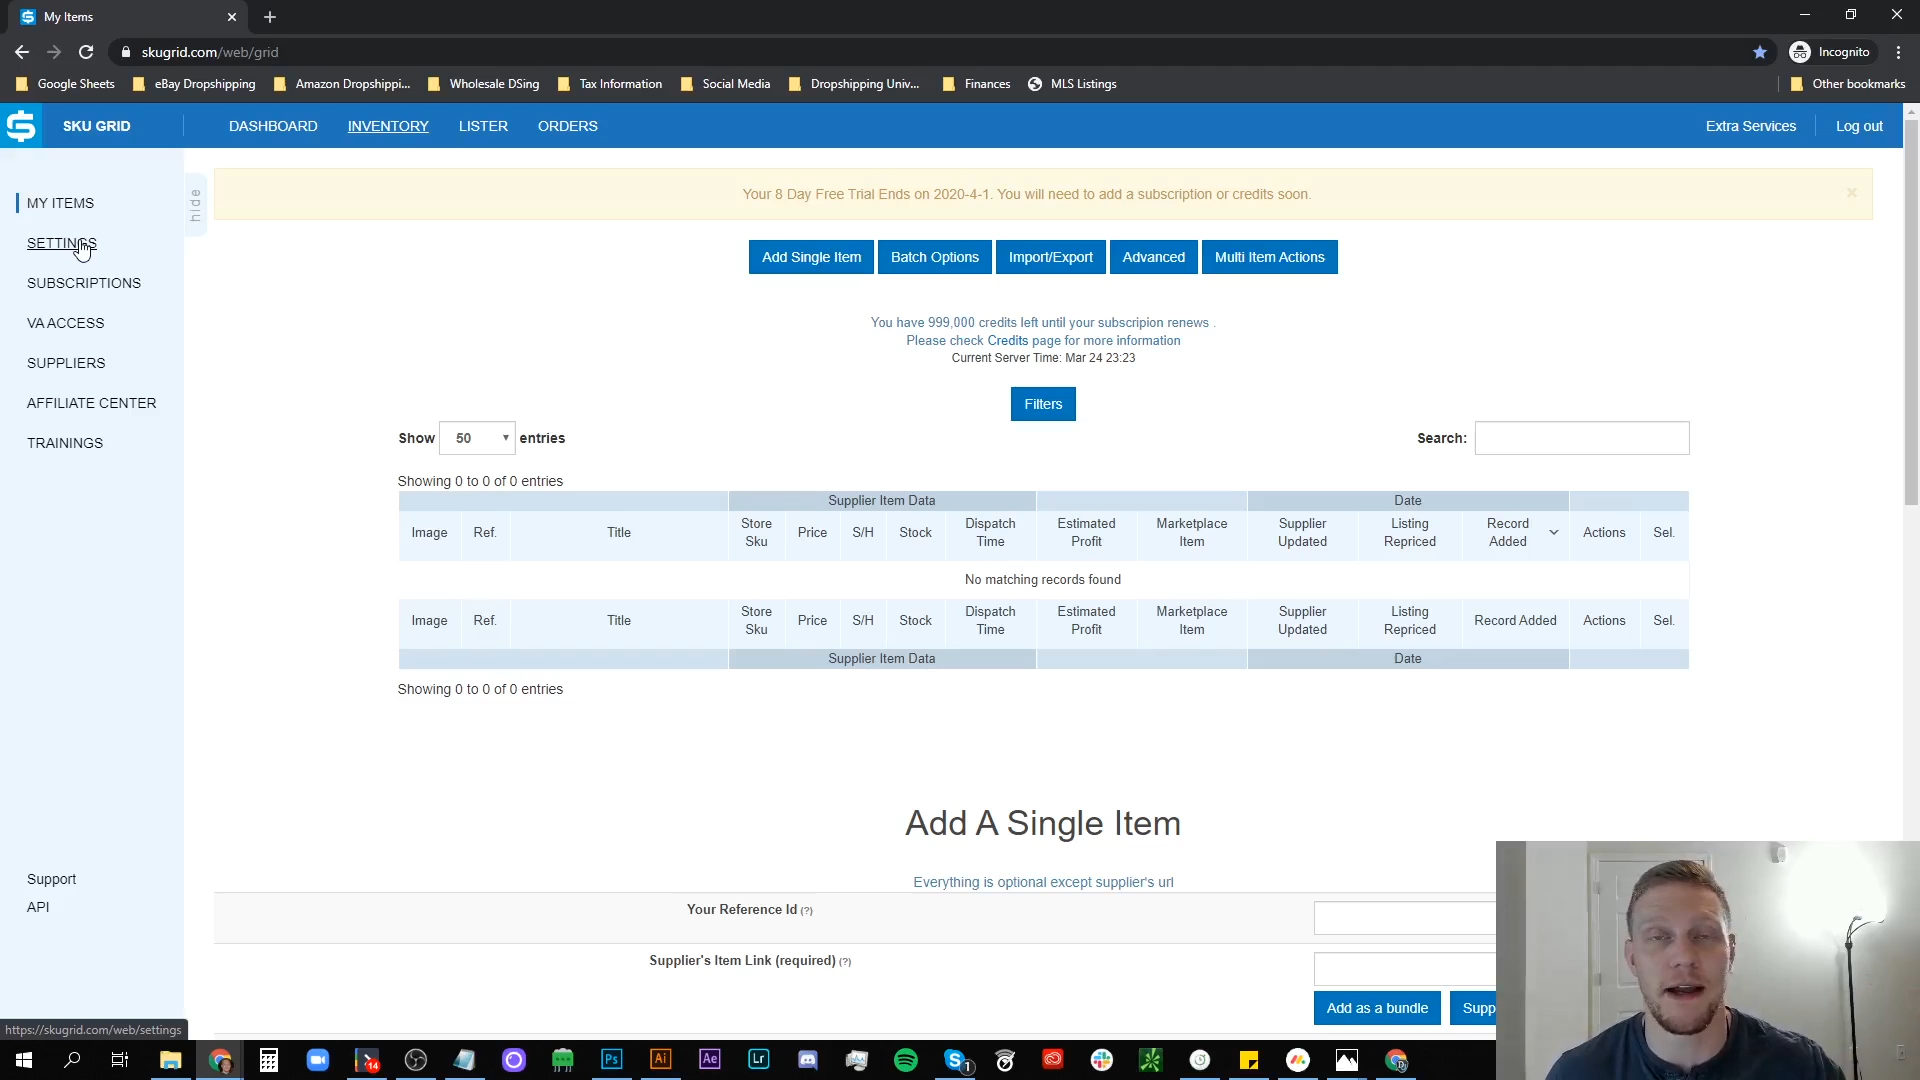 My Items
skugrid.com/web/grid
Incognito
Google Sheets
eBay Dropshipping
Amazon Dropshippi...
Wholesale DSing
Tax Information
Social Media
Dropshipping Univ...
Finances
MLS Listings
Other bookmarks
SKU GRID
DASHBOARD
INVENTORY
LISTER
ORDERS
Extra Services
Log out
MY ITEMS
SETTINGS
SUBSCRIPTIONS
VA ACCESS
SUPPLIERS
AFFILIATE CENTER
TRAININGS
Support
API
hide
Your 8 Day Free Trial Ends on 2020-4-1. You will need to add a subscription or credits soon.
Add Single Item
Batch Options
Import/Export
Advanced
Multi Item Actions
You have 999,000 credits left until your subscripion renews .
Please check Credits page for more information
Current Server Time: Mar 24 23:23
Filters
Show 50 entries
Search:
Showing 0 to 0 of 0 entries
Supplier Item Data
Date
Image
Ref.
Title
Store Sku
Price
S/H
Stock
Dispatch Time
Estimated Profit
Marketplace Item
Supplier Updated
Listing Repriced
Record Added
Actions
Sel.
No matching records found
Image
Ref.
Title
Store Sku
Price
S/H
Stock
Dispatch Time
Estimated Profit
Marketplace Item
Supplier Updated
Listing Repriced
Record Added
Actions
Sel.
Supplier Item Data
Date
Showing 0 to 0 of 0 entries
Add A Single Item
Everything is optional except supplier's url
Your Reference Id (?)
Supplier's Item Link (required) (?)
Add as a bundle
Supp
https://skugrid.com/web/settings
14
Ps
Ai
Ae
Lr
1